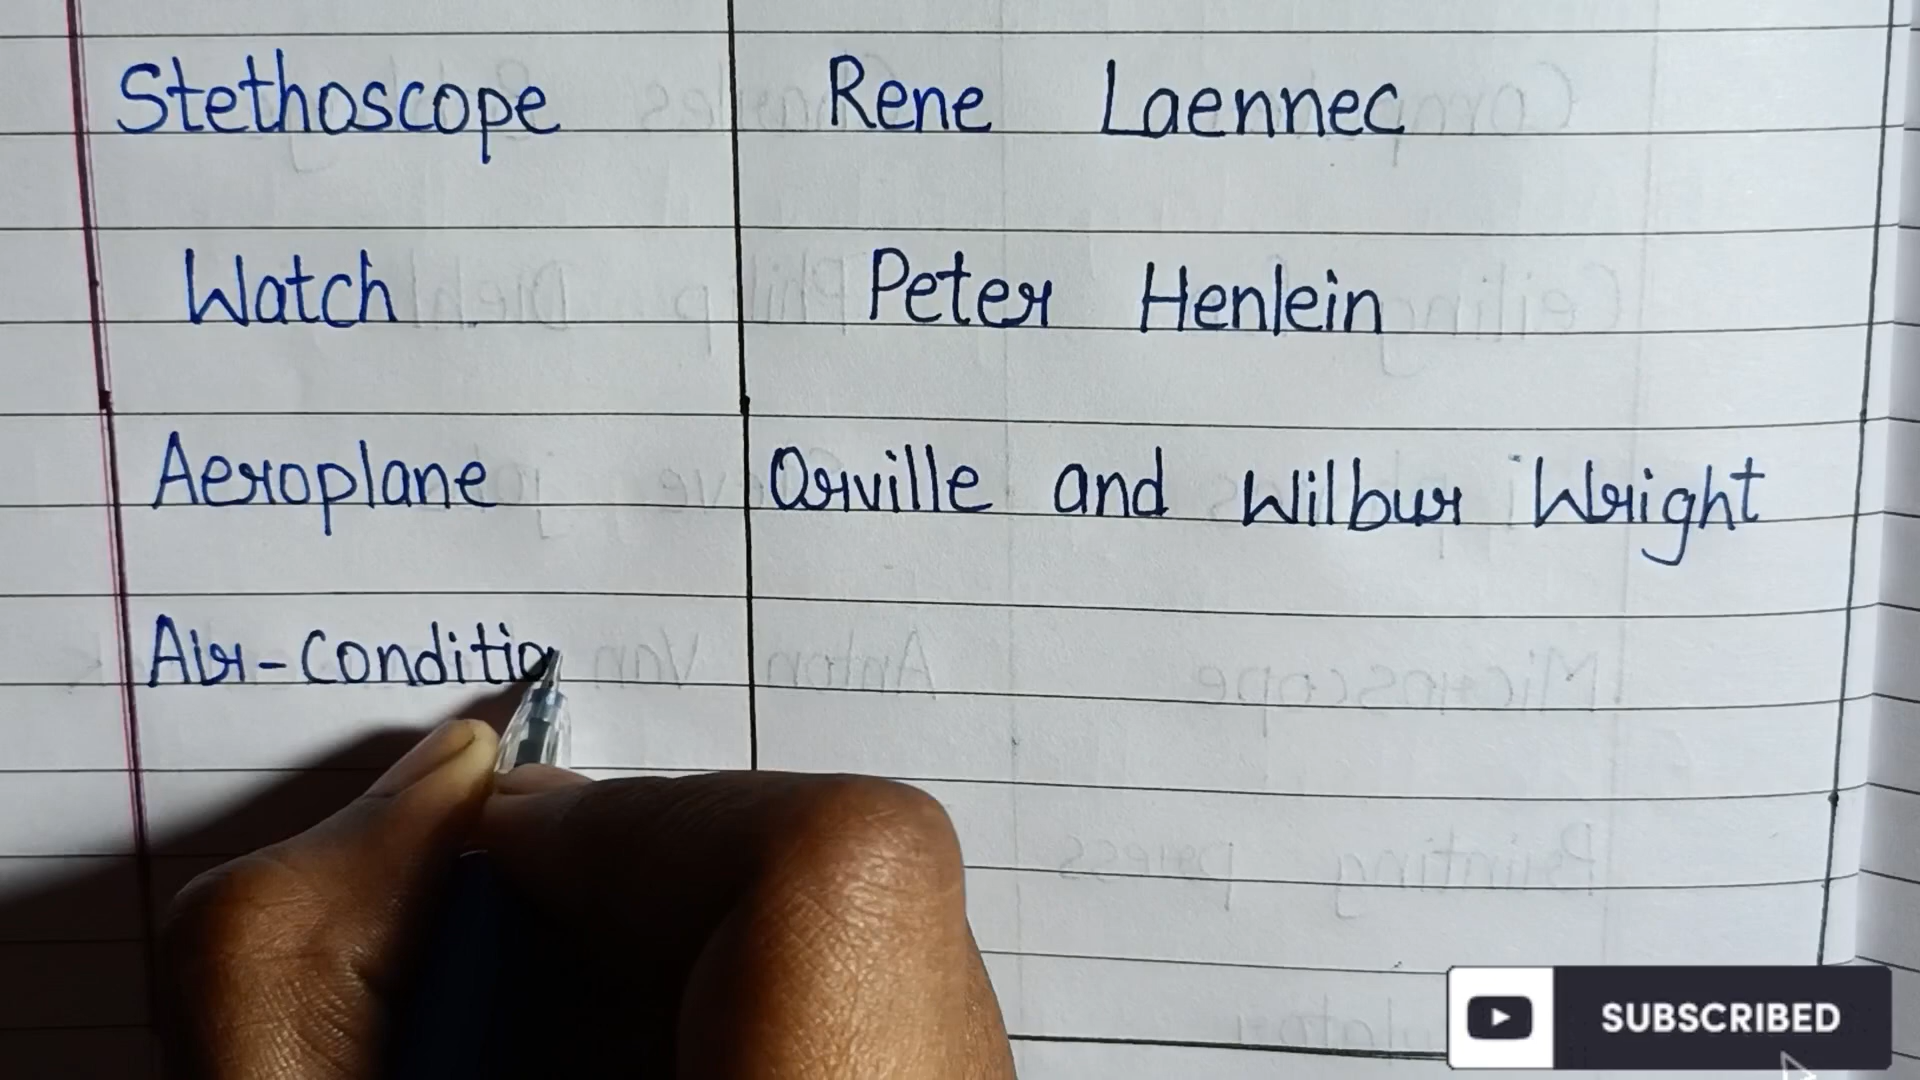 Stethoscope Rene Laennec
Watch Peter Henlein
Aeroplane Orville and Wilbur Wright
Air-Conditio
SUBSCRIBED